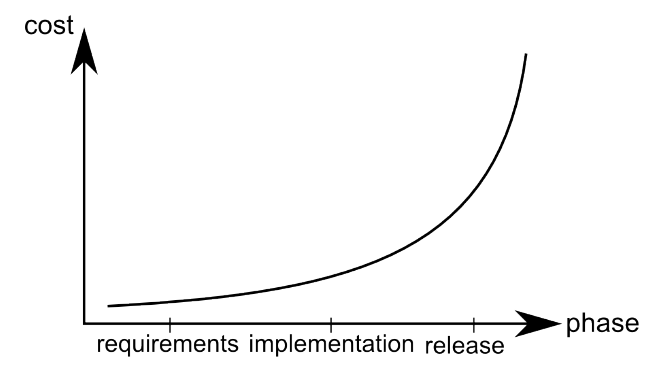 cost
phase
requirements implementation release